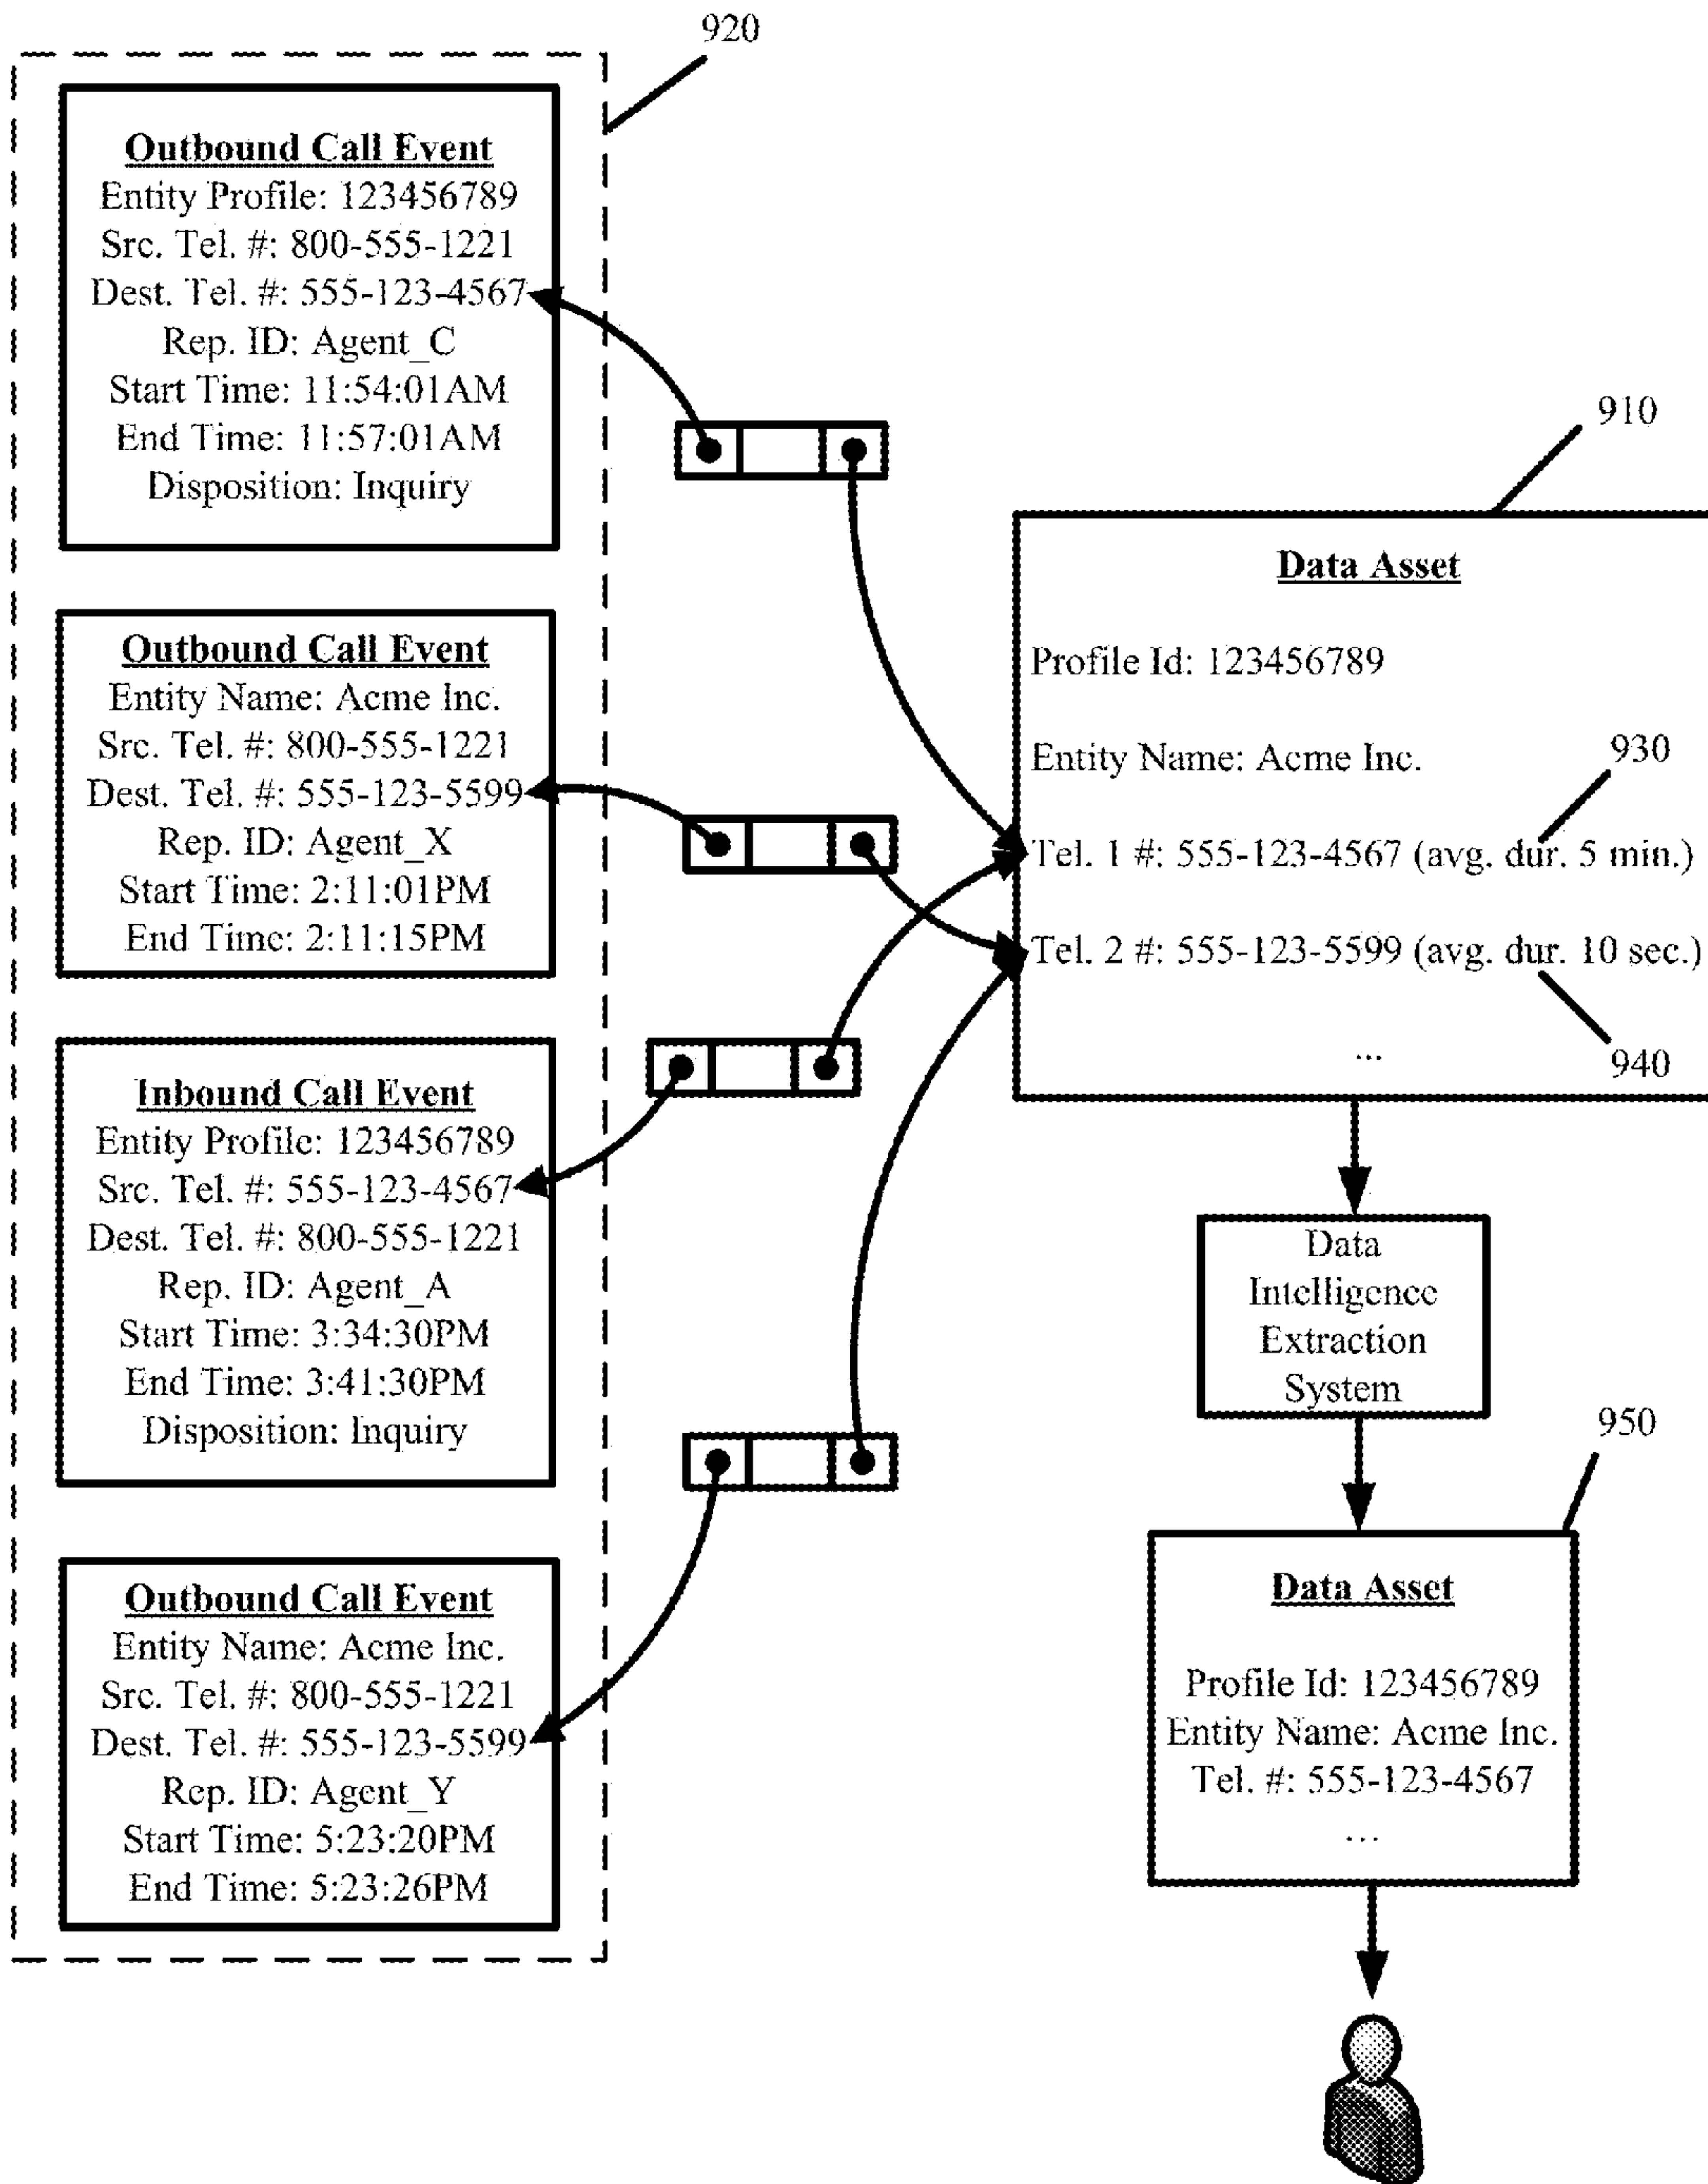 920
Outbound Call Event
Entity Profile: 123456789
Src. Tel. #: 800-555-1221
Dest. Tel. #: 555-123-4567
Rep. ID: Agent_C
Start Time: 11:54:01AM
End Time: 11:57:01AM
Disposition: Inquiry
Outbound Call Event
Entity Name: Acme Inc.
Src. Tel. #: 800-555-1221
Dest. Tel. #: 555-123-5599
Rep. ID: Agent_X
Start Time: 2:11:01PM
End Time: 2:11:15PM
Inbound Call Event
Entity Profile: 123456789
Src. Tel. #: 555-123-4567
Dest. Tel. #: 800-555-1221
Rep. ID: Agent_A
Start Time: 3:34:30PM
End Time: 3:41:30PM
Disposition: Inquiry
Outbound Call Event
Entity Name: Acme Inc.
Src. Tel. #: 800-555-1221
Dest. Tel. #: 555-123-5599
Rep. ID: Agent_Y
Start Time: 5:23:20PM
End Time: 5:23:26PM
910
Data Asset
Profile Id: 123456789
Entity Name: Acme Inc.
930
Tel. 1 #: 555-123-4567 (avg. dur. 5 min.)
Tel. 2 #: 555-123-5599 (avg. dur. 10 sec.)
...
940
Data
Intelligence
Extraction
System
950
Data Asset
Profile Id: 123456789
Entity Name: Acme Inc.
Tel. #: 555-123-4567
...